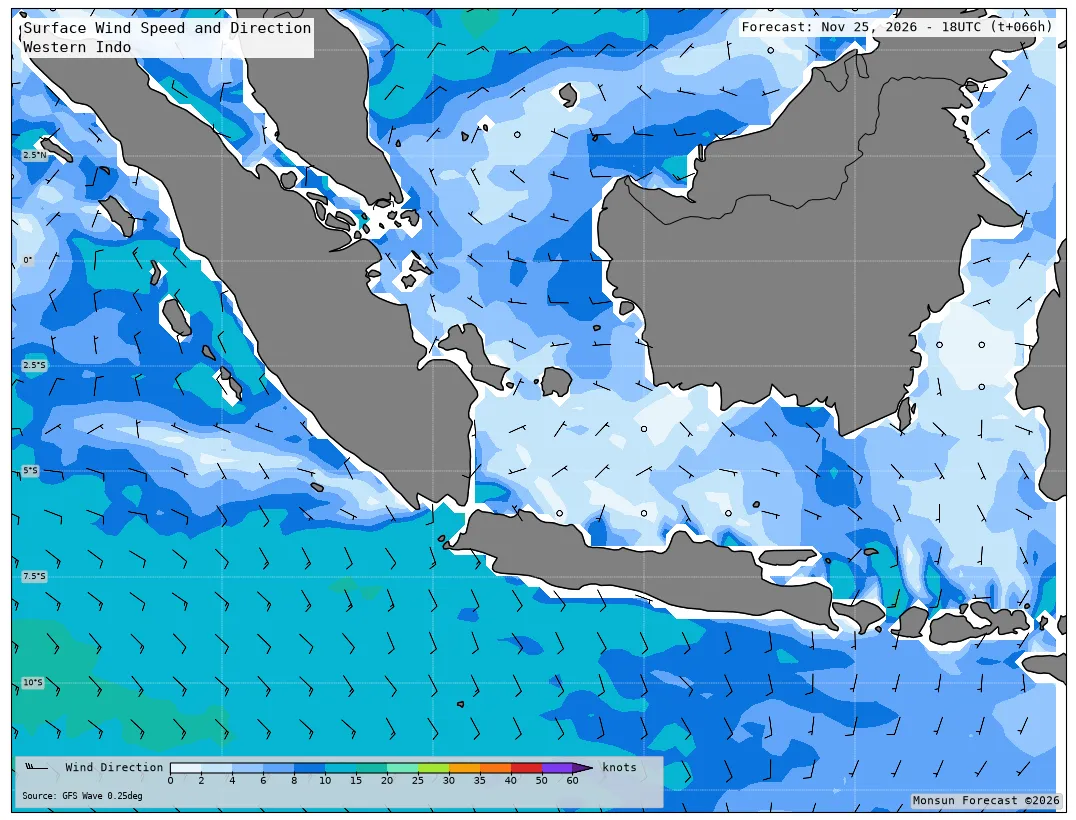 Surface Wind Speed and Direction
Western Indo
Forecast: Nov 25, 2026 - 18UTC (t+066h)
2.5°N
0°
2.5°S
5°S
7.5°S
10°S
Wind Direction
0 2 4 6 8 10 15 20 25 30 35 40 50 60
knots
Source: GFS Wave 0.25deg
Monsun Forecast ©2026